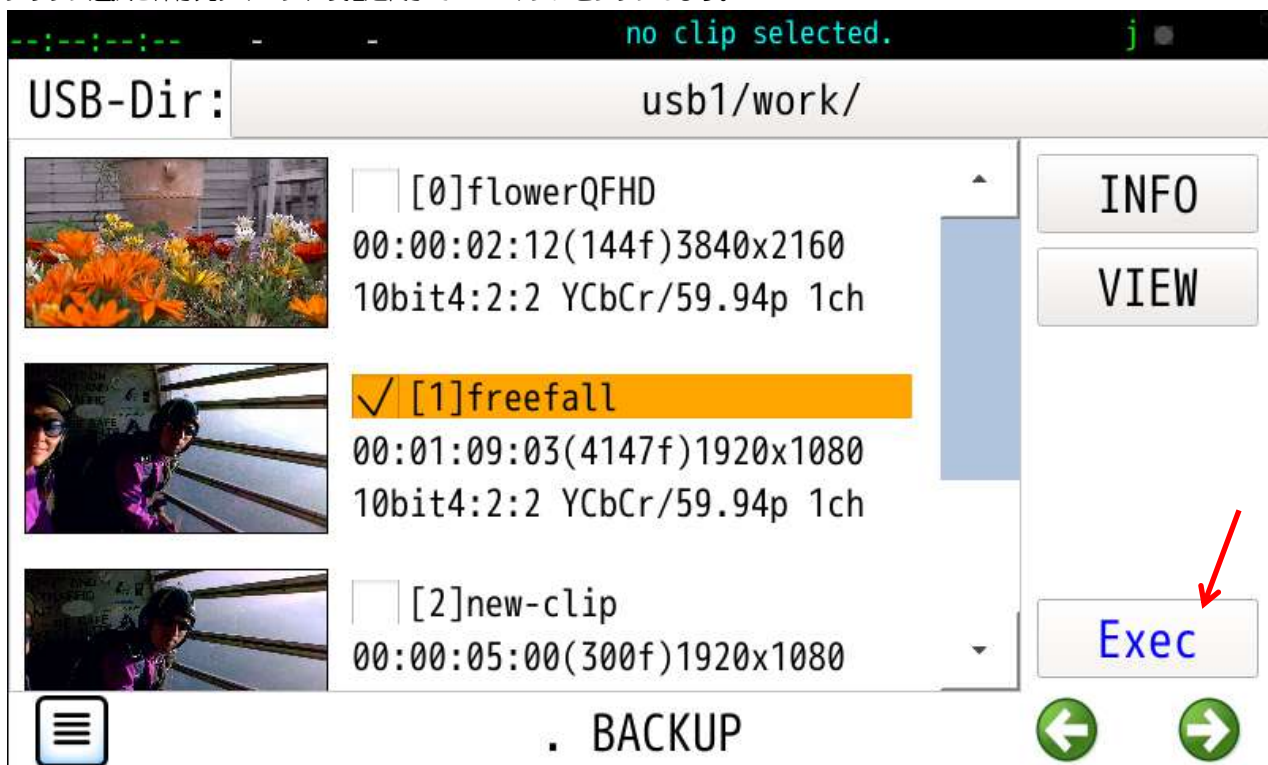 --:--:--:-- - - no clip selected. j
USB-Dir: usb1/work/
[0]flowerQFHD
00:00:02:12(144f)3840x2160
10bit4:2:2 YCbCr/59.94p 1ch
[1]freefall
00:01:09:03(4147f)1920x1080
10bit4:2:2 YCbCr/59.94p 1ch
[2]new-clip
00:00:05:00(300f)1920x1080
INFO
VIEW
Exec
. BACKUP